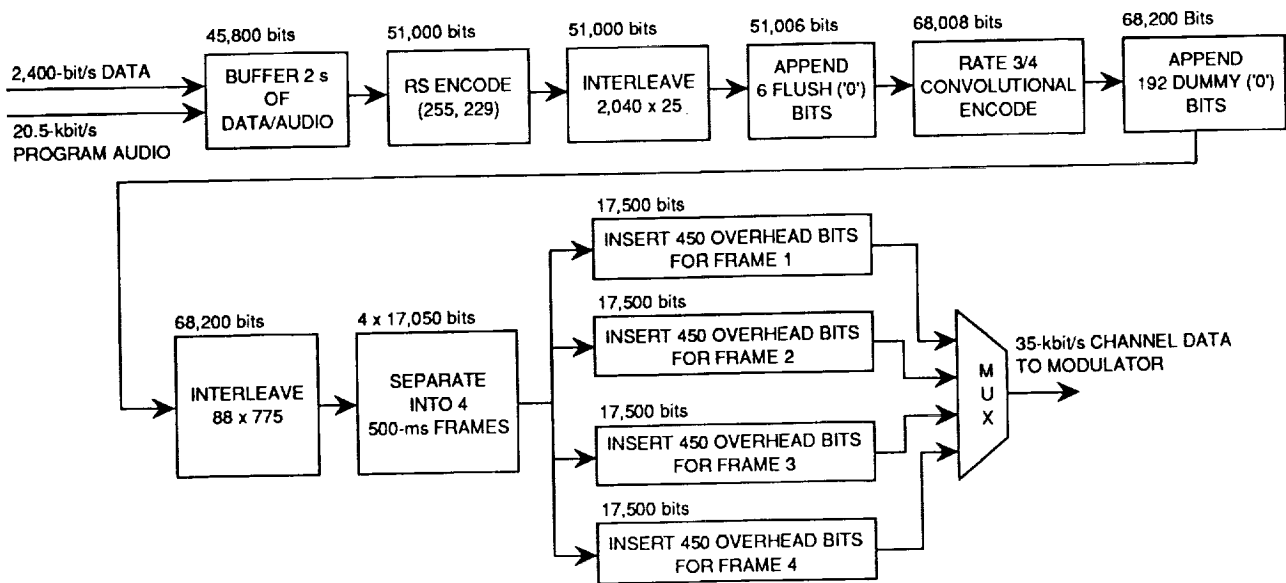 45,800 bits
51,000 bits
51,000 bits
51,006 bits
68,008 bits
68,200 Bits
2,400-bit/s DATA
20.5-kbit/s
PROGRAM AUDIO
BUFFER 2 s
OF
DATA/AUDIO
RS ENCODE
(255, 229)
INTERLEAVE
2,040 x 25
APPEND
6 FLUSH ('0')
BITS
RATE 3/4
CONVOLUTIONAL
ENCODE
APPEND
192 DUMMY ('0')
BITS
68,200 bits
INTERLEAVE
88 x 775
4 x 17,050 bits
SEPARATE
INTO 4
500-ms FRAMES
17,500 bits
INSERT 450 OVERHEAD BITS
FOR FRAME 1
17,500 bits
INSERT 450 OVERHEAD BITS
FOR FRAME 2
17,500 bits
INSERT 450 OVERHEAD BITS
FOR FRAME 3
17,500 bits
INSERT 450 OVERHEAD BITS
FOR FRAME 4
M
U
X
35-kbit/s CHANNEL DATA
TO MODULATOR